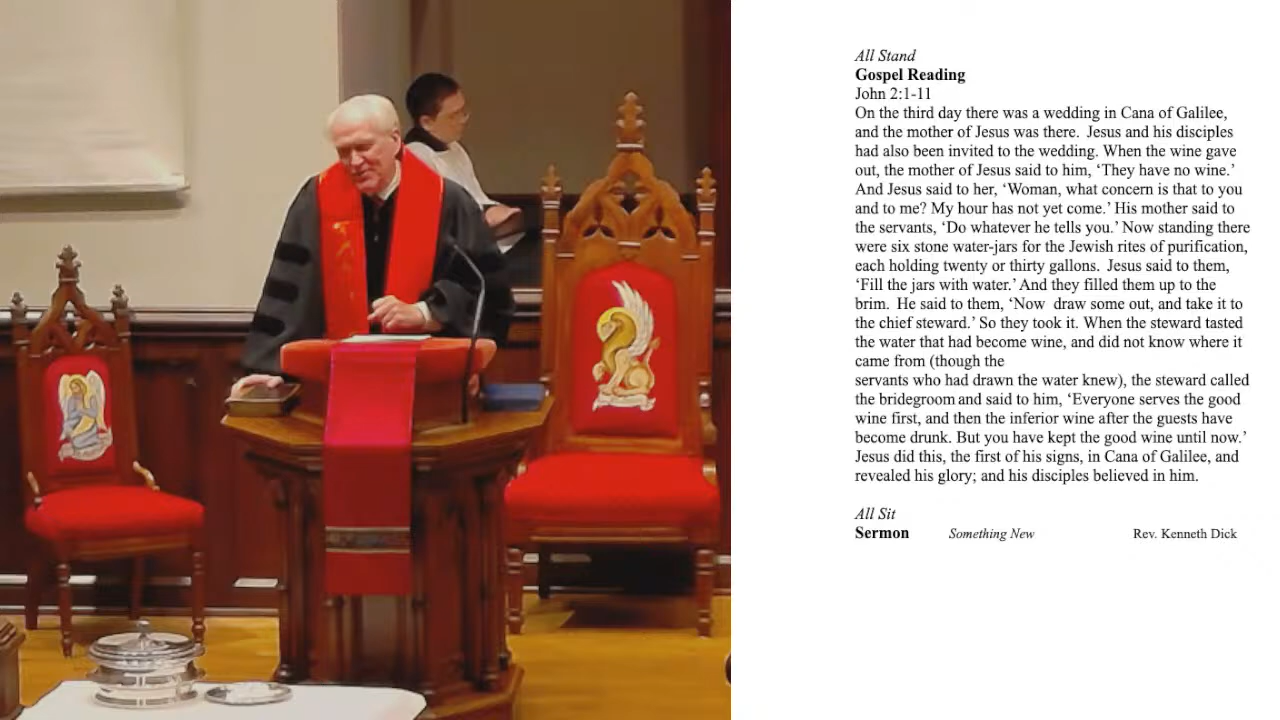 All Stand
Gospel Reading
John 2:1-11
On the third day there was a wedding in Cana of Galilee,
and the mother of Jesus was there.  Jesus and his disciples
had also been invited to the wedding. When the wine gave
out, the mother of Jesus said to him, ‘They have no wine.’
And Jesus said to her, ‘Woman, what concern is that to you
and to me? My hour has not yet come.’ His mother said to
the servants, ‘Do whatever he tells you.’ Now standing there
were six stone water-jars for the Jewish rites of purification,
each holding twenty or thirty gallons.  Jesus said to them,
‘Fill the jars with water.’ And they filled them up to the
brim.  He said to them, ‘Now  draw some out, and take it to
the chief steward.’ So they took it. When the steward tasted
the water that had become wine, and did not know where it
came from (though the
servants who had drawn the water knew), the steward called
the bridegroom and said to him, ‘Everyone serves the good
wine first, and then the inferior wine after the guests have
become drunk. But you have kept the good wine until now.’
Jesus did this, the first of his signs, in Cana of Galilee, and
revealed his glory; and his disciples believed in him.
All Sit
Sermon Something New Rev. Kenneth Dick